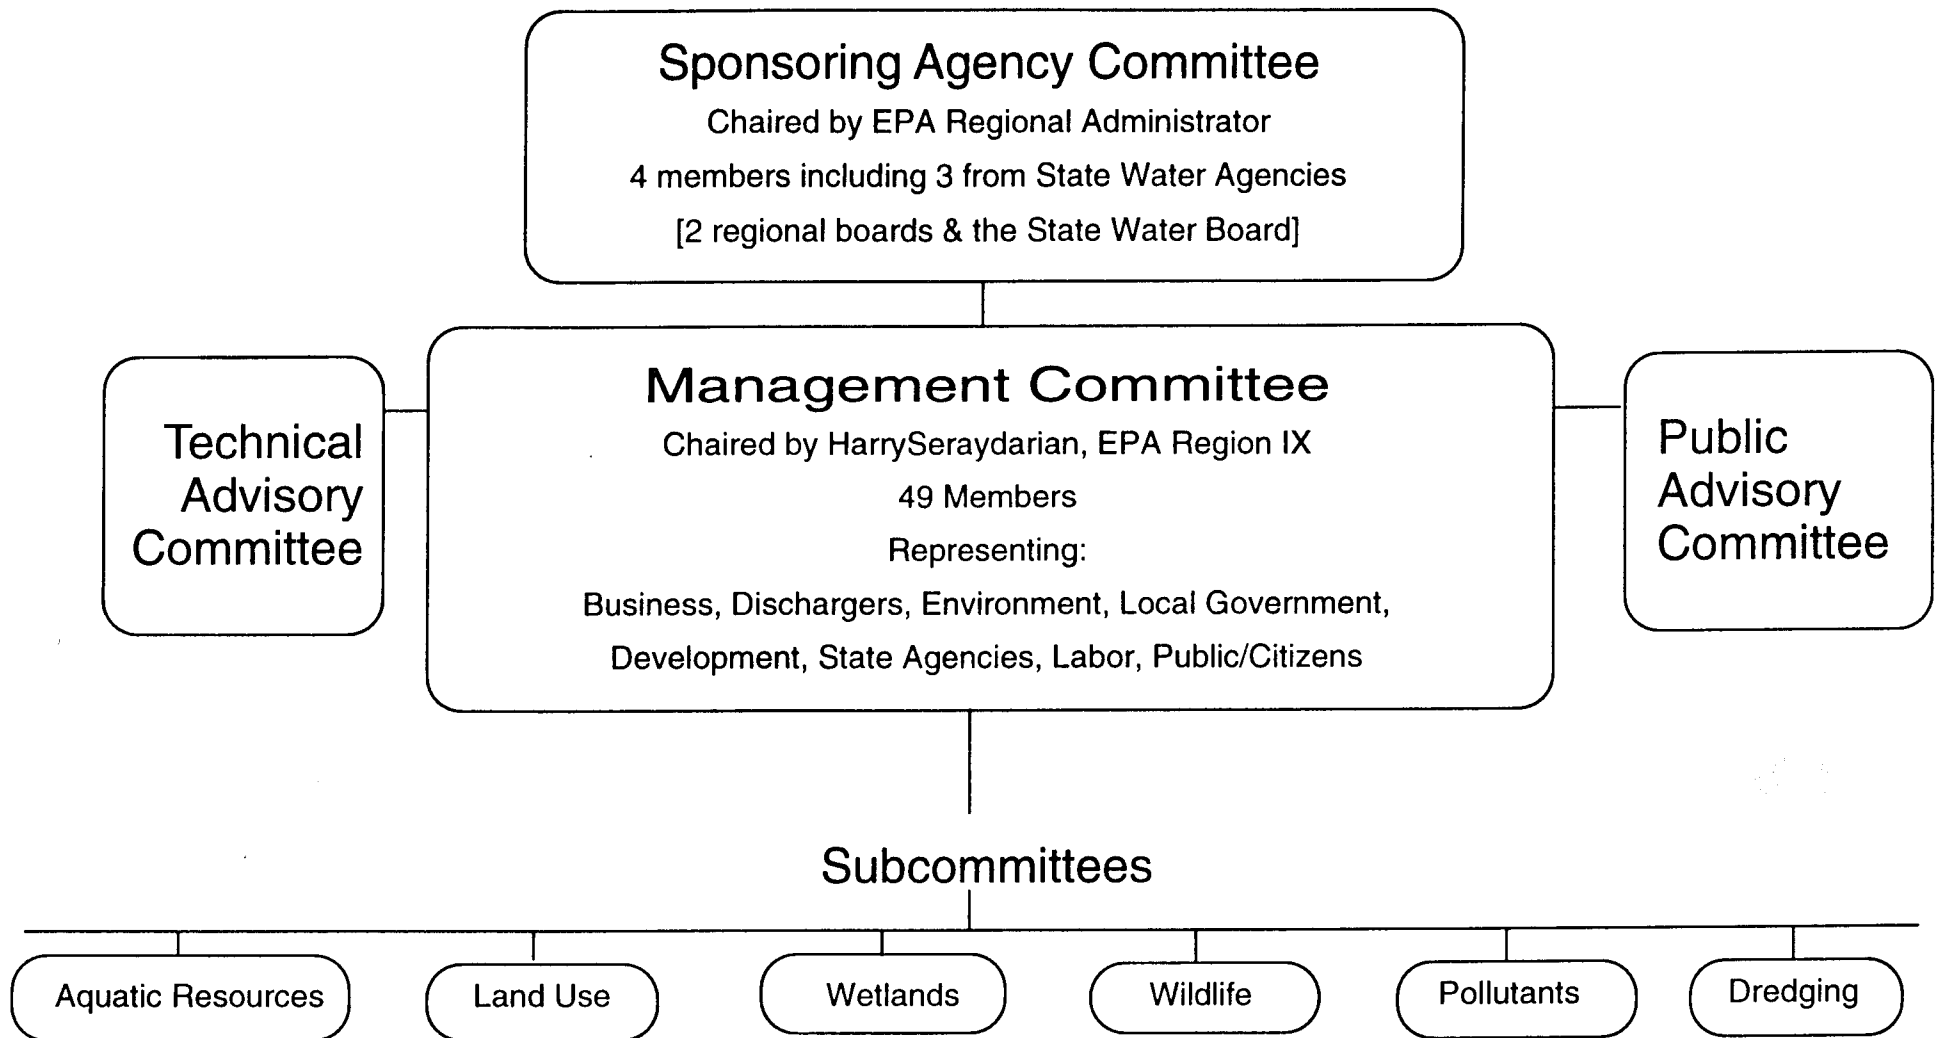 Sponsoring Agency Committee
Chaired by EPA Regional Administrator
4 members including 3 from State Water Agencies
[2 regional boards & the State Water Board]
Technical
Advisory
Committee
Management Committee
Chaired by HarrySeraydarian, EPA Region IX
49 Members
Representing:
Business, Dischargers, Environment, Local Government,
Development, State Agencies, Labor, Public/Citizens
Public
Advisory
Committee
Subcommittees
Aquatic Resources
Land Use
Wetlands
Wildlife
Pollutants
Dredging